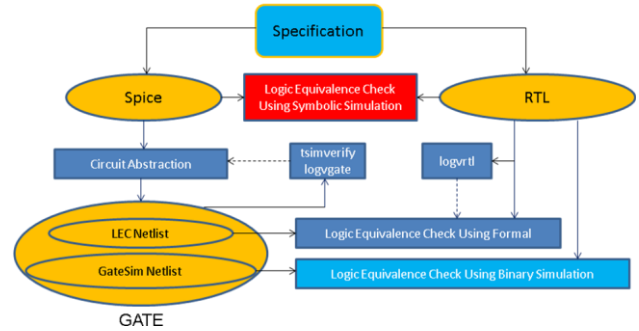 Specification
Spice
Logic Equivalence Check
Using Symbolic Simulation
RTL
Circuit Abstraction
tsimverify
logvgate
logvrtl
LEC Netlist
Logic Equivalence Check Using Formal
GateSim Netlist
Logic Equivalence Check Using Binary Simulation
GATE